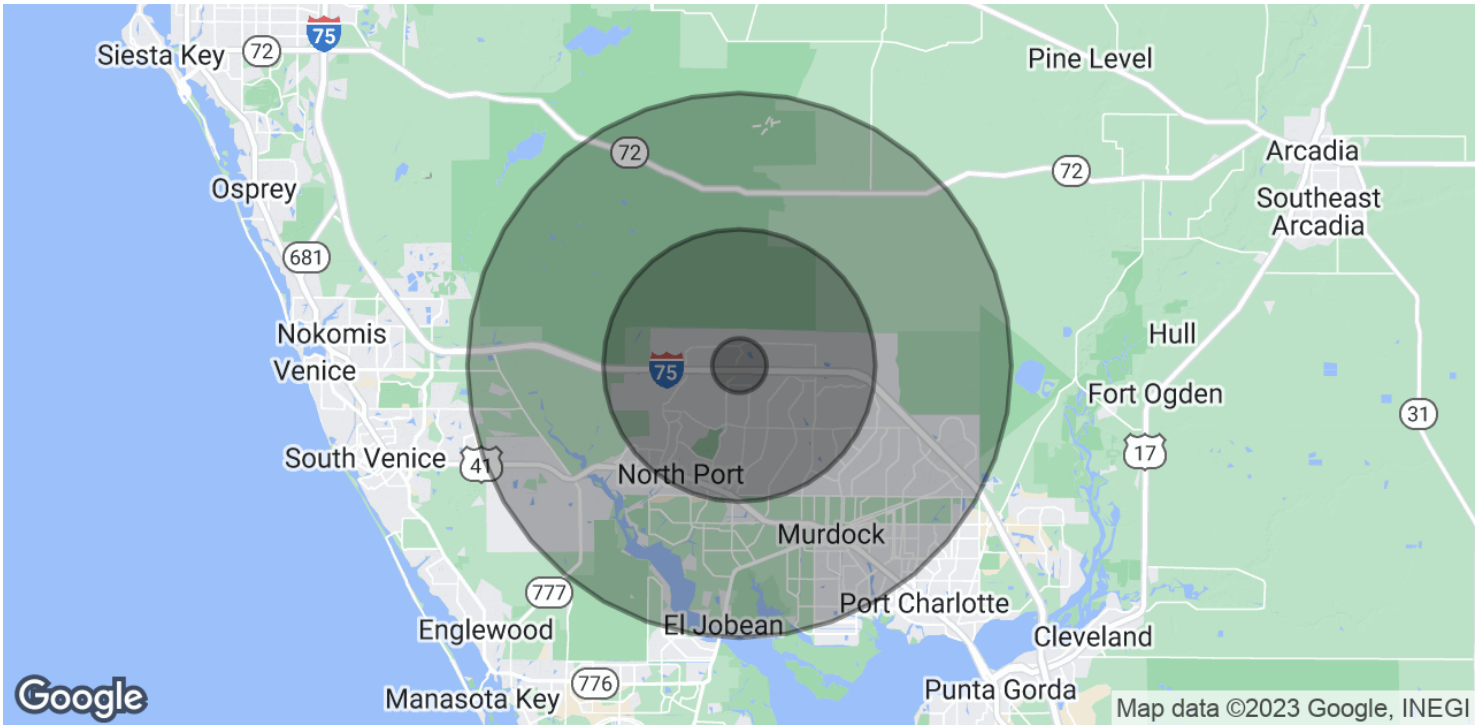 75
Siesta Key
72
Pine Level
72
Arcadia
72
Osprey
Southeast
Arcadia
681
Nokomis
Hull
Venice
75
Fort Ogden
31
South Venice
41
17
North Port
Murdock
777
Port Charlotte
Englewood
El Jobean
Cleveland
Manasota Key
776
Punta Gorda
Google
Map data ©2023 Google, INEGI